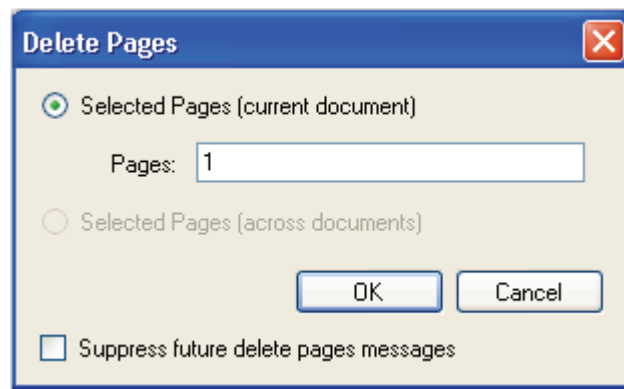 Delete Pages
Selected Pages (current document)
Pages: 1
Selected Pages (across documents)
OK Cancel
Suppress future delete pages messages